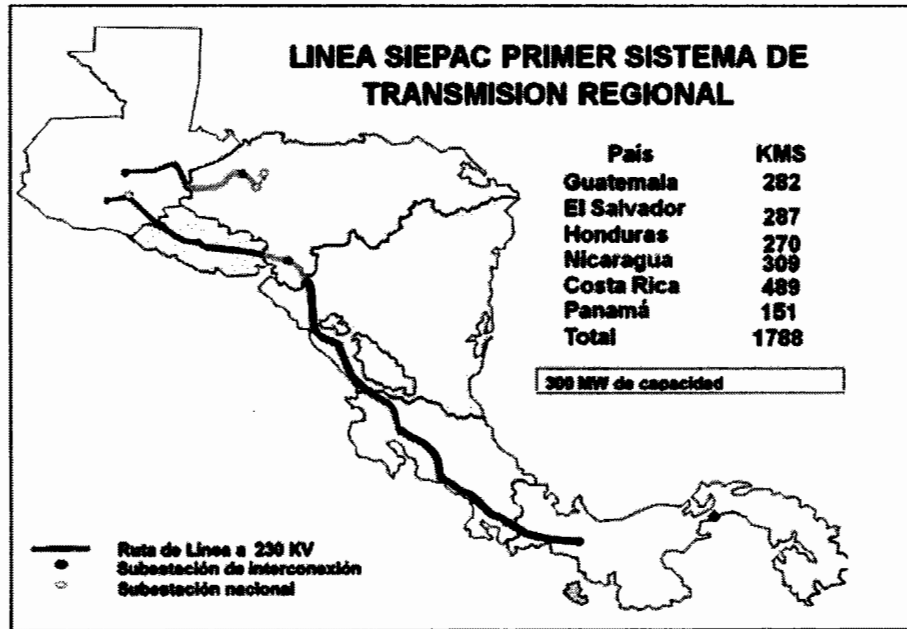 LINEA SIEPAC PRIMER SISTEMA DE
TRANSMISION REGIONAL
País KMS
Guatemala 282
El Salvador 287
Honduras 270
Nicaragua 309
Costa Rica 489
Panamá 151
Total 1788
300 MW de capacidad
Ruta de Linea a 230 KV
Subestación de interconexión
Subestación nacional